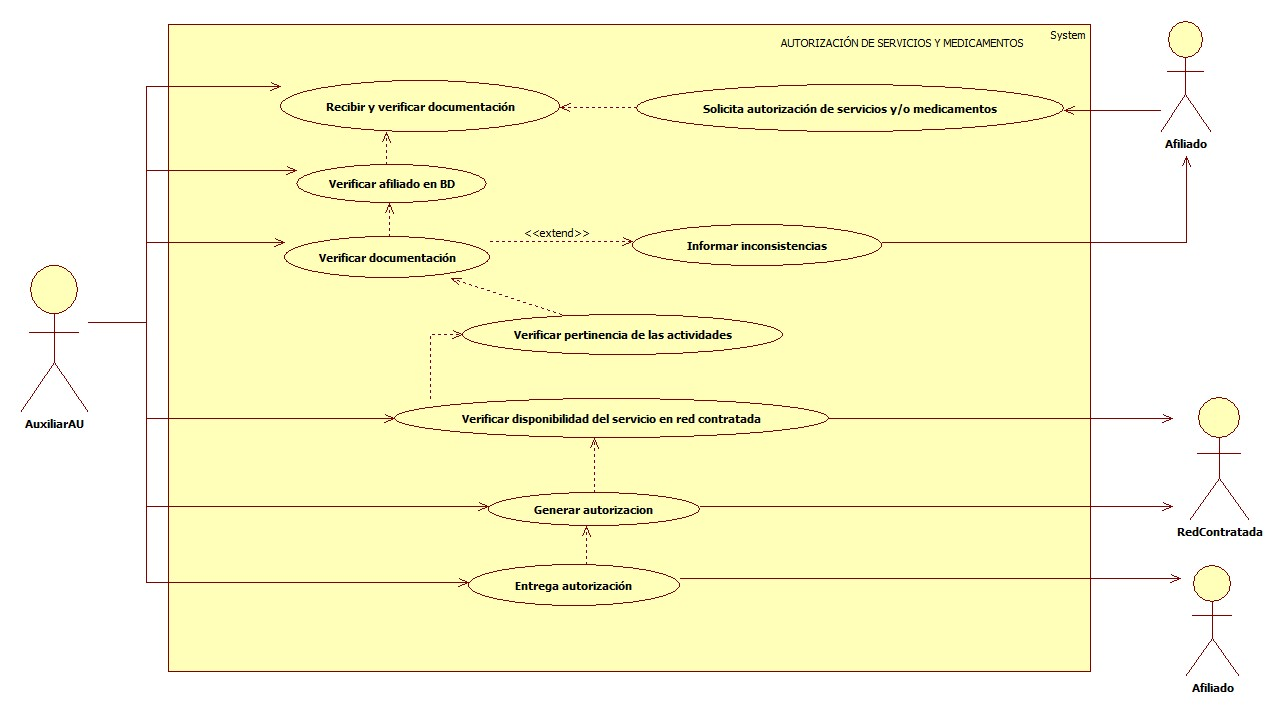 System
AUTORIZACIÓN DE SERVICIOS Y MEDICAMENTOS
Recibir y verificar documentación
Solicita autorización de servicios y/o medicamentos
Afiliado
Verificar afiliado en BD
<<extend>>
Informar inconsistencias
Verificar documentación
Verificar pertinencia de las actividades
AuxiliarAU
Verificar disponibilidad del servicio en red contratada
Generar autorizacion
RedContratada
Entrega autorización
Afiliado